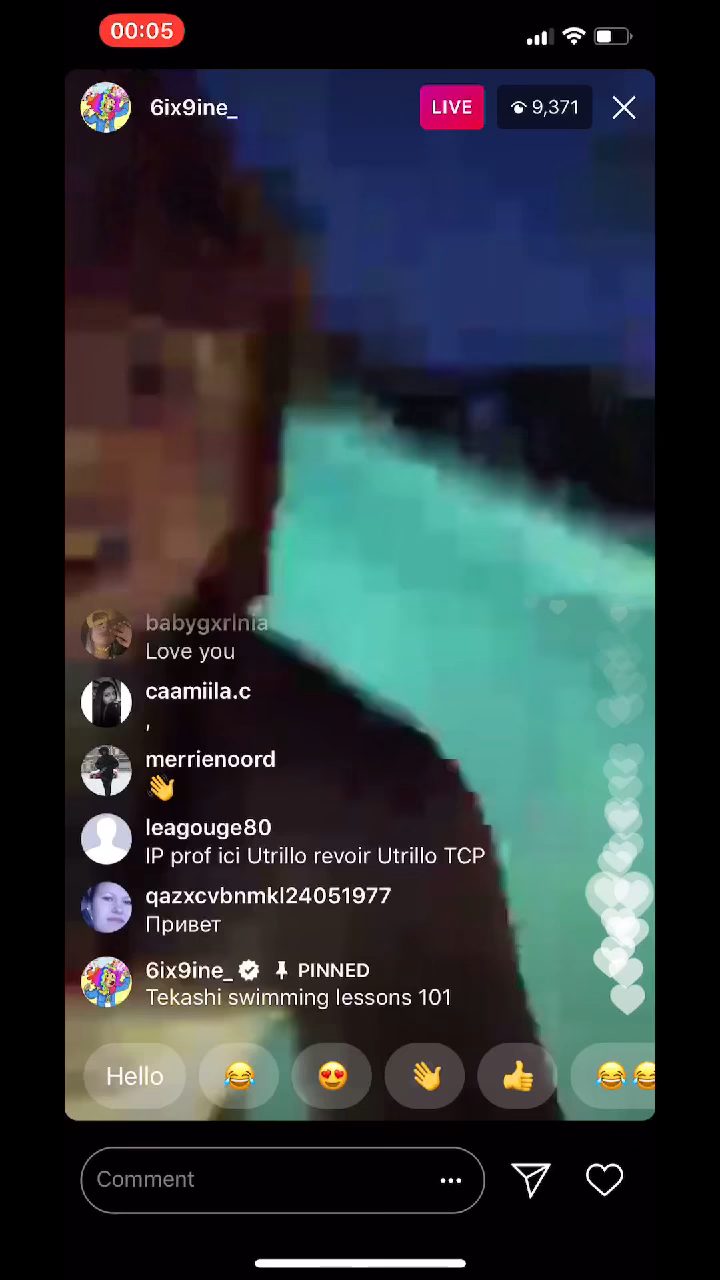 00:05
6ix9ine_
LIVE
9,371
babygxrlnia
Love you
caamiila.c
,
merrienoord
👋
leagouge80
IP prof ici Utrillo revoir Utrillo TCP
qazxcvbnmkl24051977
Привет
6ix9ine_ PINNED
Tekashi swimming lessons 101
Hello 😂 😍 👋 👍 😂😂
Comment